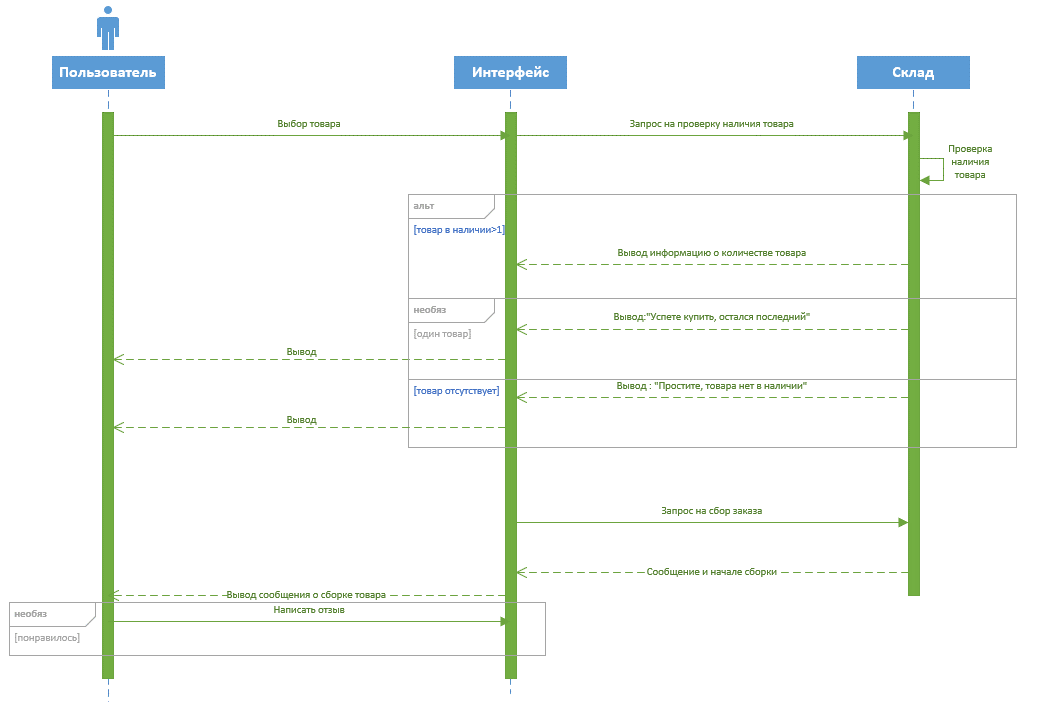 Пользователь
Интерфейс
Склад
Выбор товара
Запрос на проверку наличия товара
Проверка
наличия
товара
альт
[товар в наличии>1]
Вывод информацию о количестве товара
необяз
[один товар]
Вывод:"Успете купить, остался последний"
Вывод
[товар отсутствует]
Вывод : "Простите, товара нет в наличии"
Вывод
Запрос на сбор заказа
Сообщение и начале сборки
Вывод сообщения о сборке товара
необяз
[понравилось]
Написать отзыв